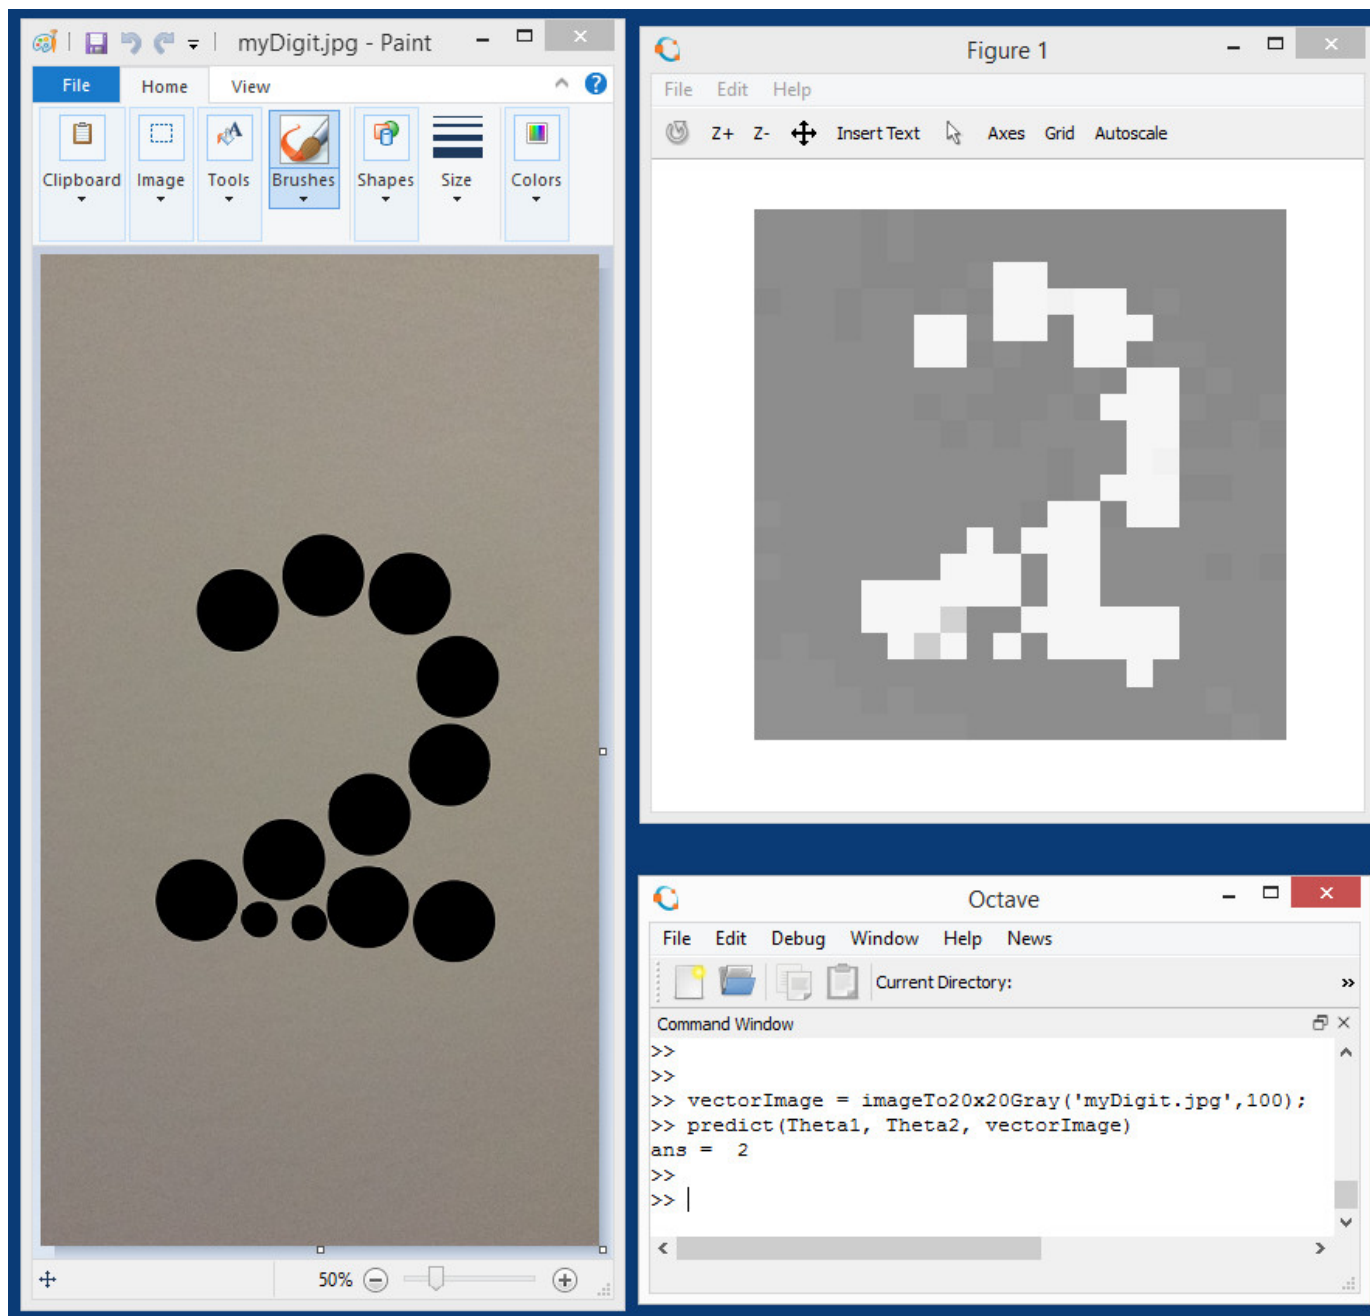 myDigit.jpg - Paint
File Home View
Clipboard Image Tools Brushes Shapes Size Colors
50%
Figure 1
File Edit Help
Z+ Z- Insert Text Axes Grid Autoscale
Octave
File Edit Debug Window Help News
Current Directory: »
Command Window
>>
>>
>> vectorImage = imageTo20x20Gray('myDigit.jpg',100);
>> predict(Theta1, Theta2, vectorImage)
ans =  2
>>
>>